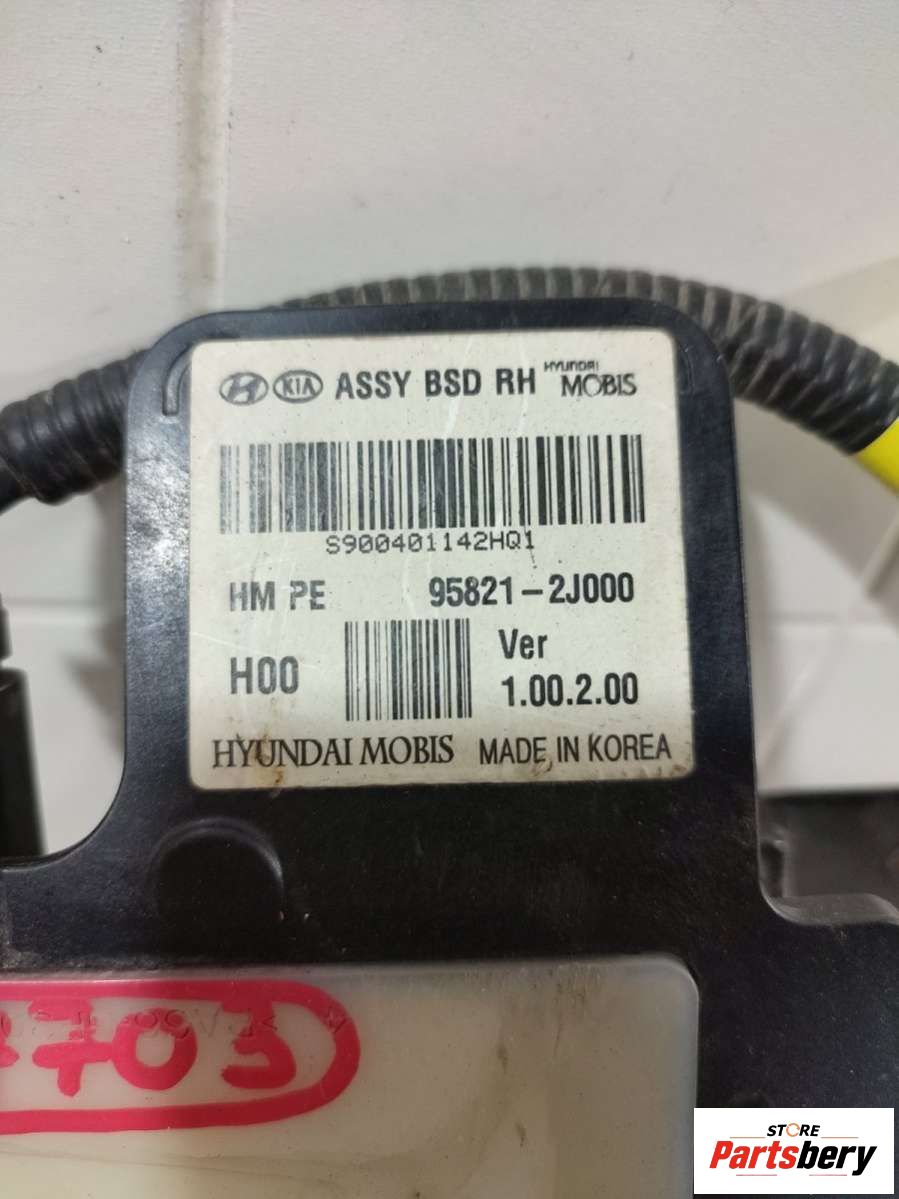 KIA ASSY BSD RH HYUNDAI MOBIS
S900401142HQ1
HM PE 95821-2J000
H00 Ver 1.00.2.00
HYUNDAI MOBIS MADE IN KOREA
703
STORE
Partsbery